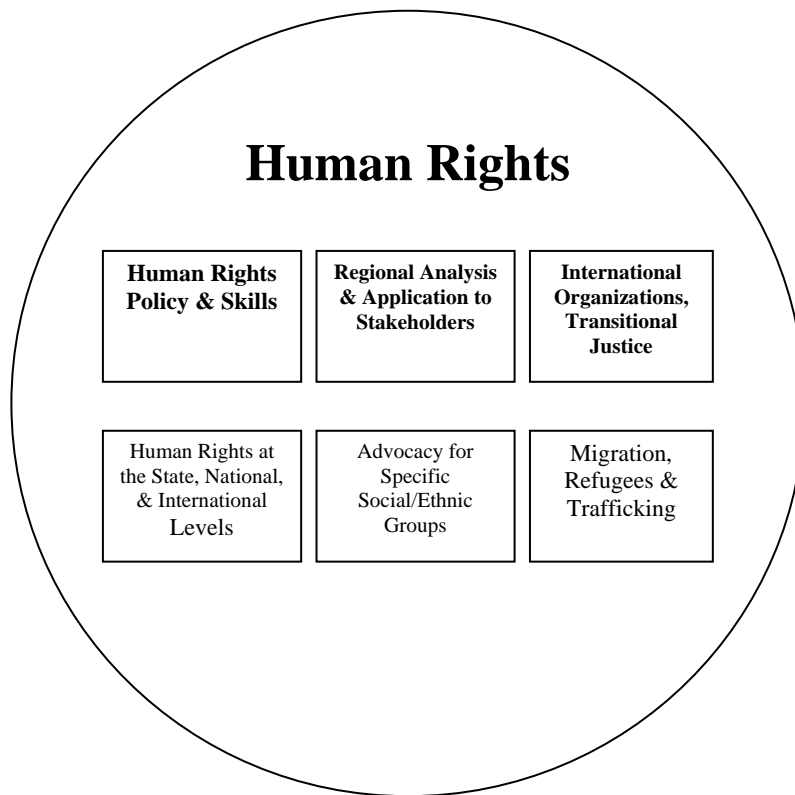 Human Rights
Human Rights
Policy & Skills
Regional Analysis
& Application to
Stakeholders
International
Organizations,
Transitional
Justice
Human Rights at
the State, National,
& International
Levels
Advocacy for
Specific
Social/Ethnic
Groups
Migration,
Refugees &
Trafficking